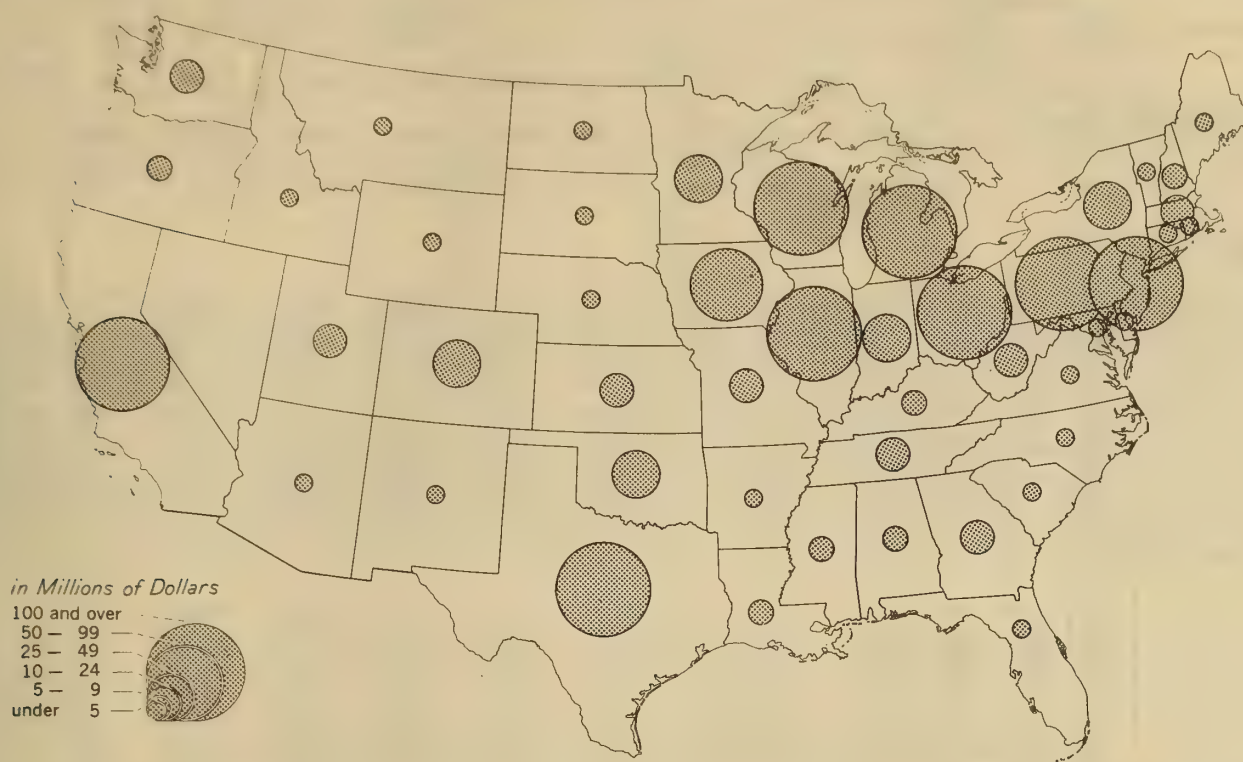 in Millions of Dollars
100 and over
50 – 99
25 – 49
10 – 24
5 – 9
under 5